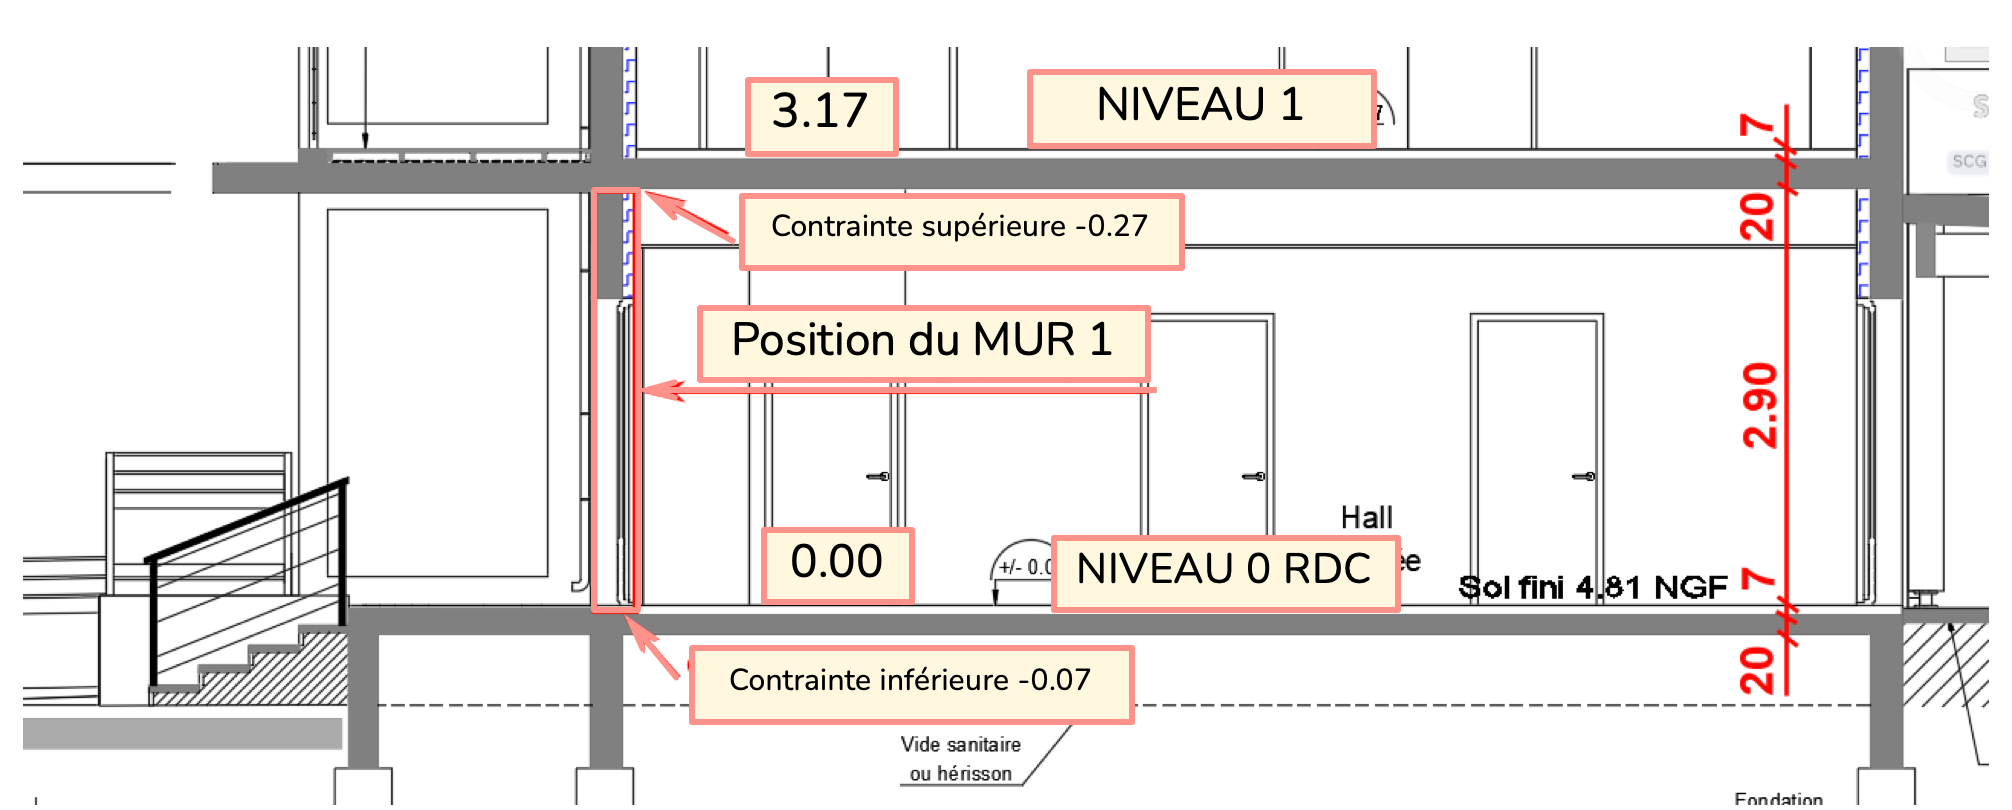 3.17
NIVEAU 1
7
S
SCG
20
Contrainte supérieure -0.27
Position du MUR 1
2.90
Hall
0.00
+/- 0.0
NIVEAU 0 RDC
Sol fini 4.81 NGF
7
Contrainte inférieure -0.07
20
Vide sanitaire
ou hérisson
Fondation